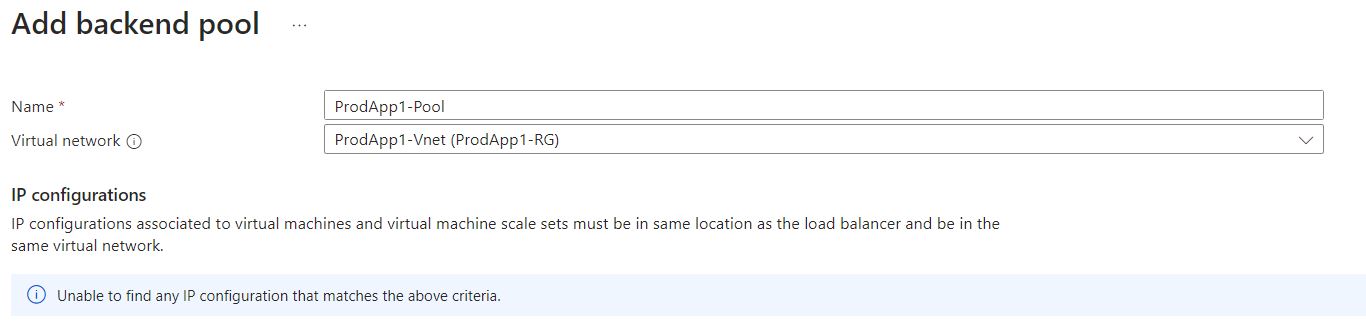 Add backend pool ...
Name *
ProdApp1-Pool
Virtual network
ProdApp1-Vnet (ProdApp1-RG)
IP configurations
IP configurations associated to virtual machines and virtual machine scale sets must be in same location as the load balancer and be in the
same virtual network.
Unable to find any IP configuration that matches the above criteria.